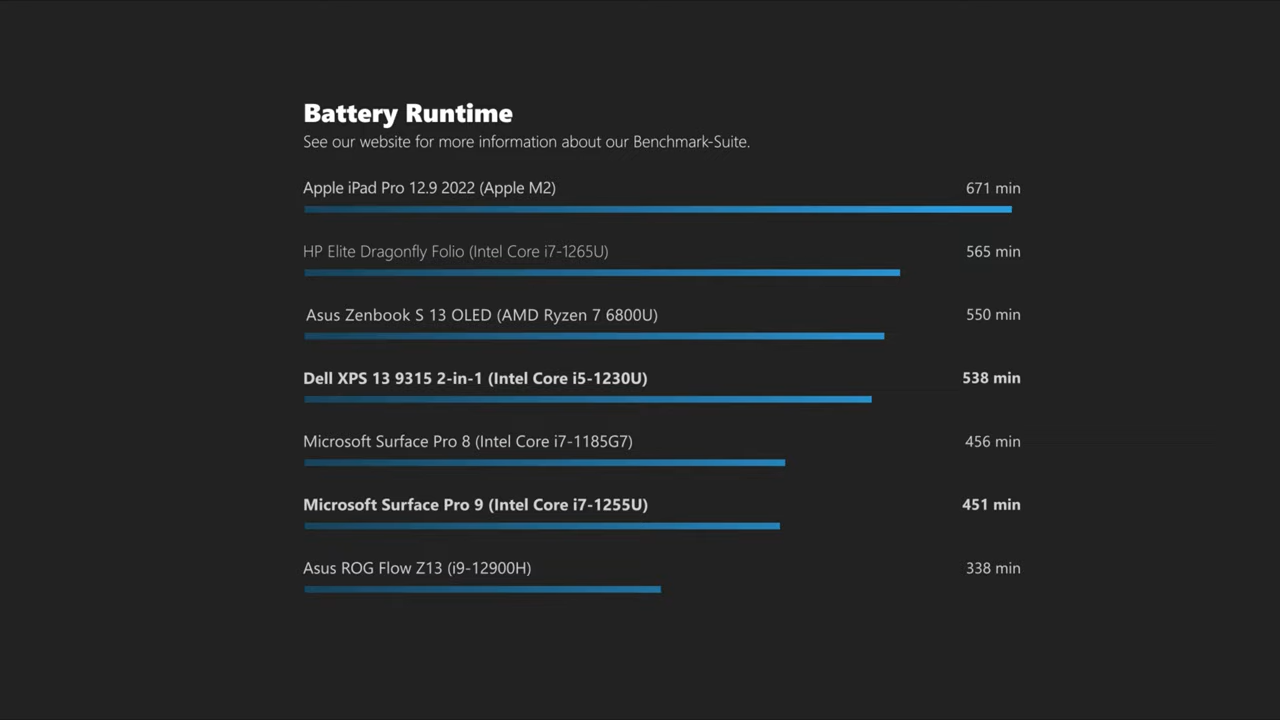 Battery Runtime
See our website for more information about our Benchmark-Suite.
Apple iPad Pro 12.9 2022 (Apple M2) 671 min
HP Elite Dragonfly Folio (Intel Core i7-1265U) 565 min
Asus Zenbook S 13 OLED (AMD Ryzen 7 6800U) 550 min
Dell XPS 13 9315 2-in-1 (Intel Core i5-1230U) 538 min
Microsoft Surface Pro 8 (Intel Core i7-1185G7) 456 min
Microsoft Surface Pro 9 (Intel Core i7-1255U) 451 min
Asus ROG Flow Z13 (i9-12900H) 338 min